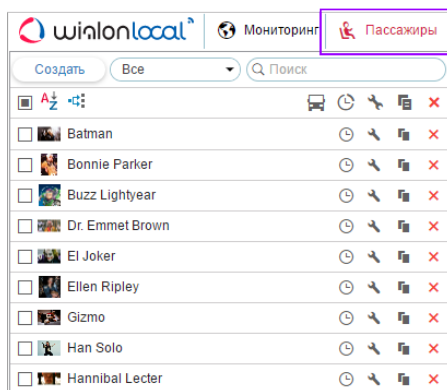 wialonlocal
Мониторинг
Пассажиры
Создать
Все
Поиск
AZ
Batman
Bonnie Parker
Buzz Lightyear
Dr. Emmet Brown
El Joker
Ellen Ripley
Gizmo
Han Solo
Hannibal Lecter